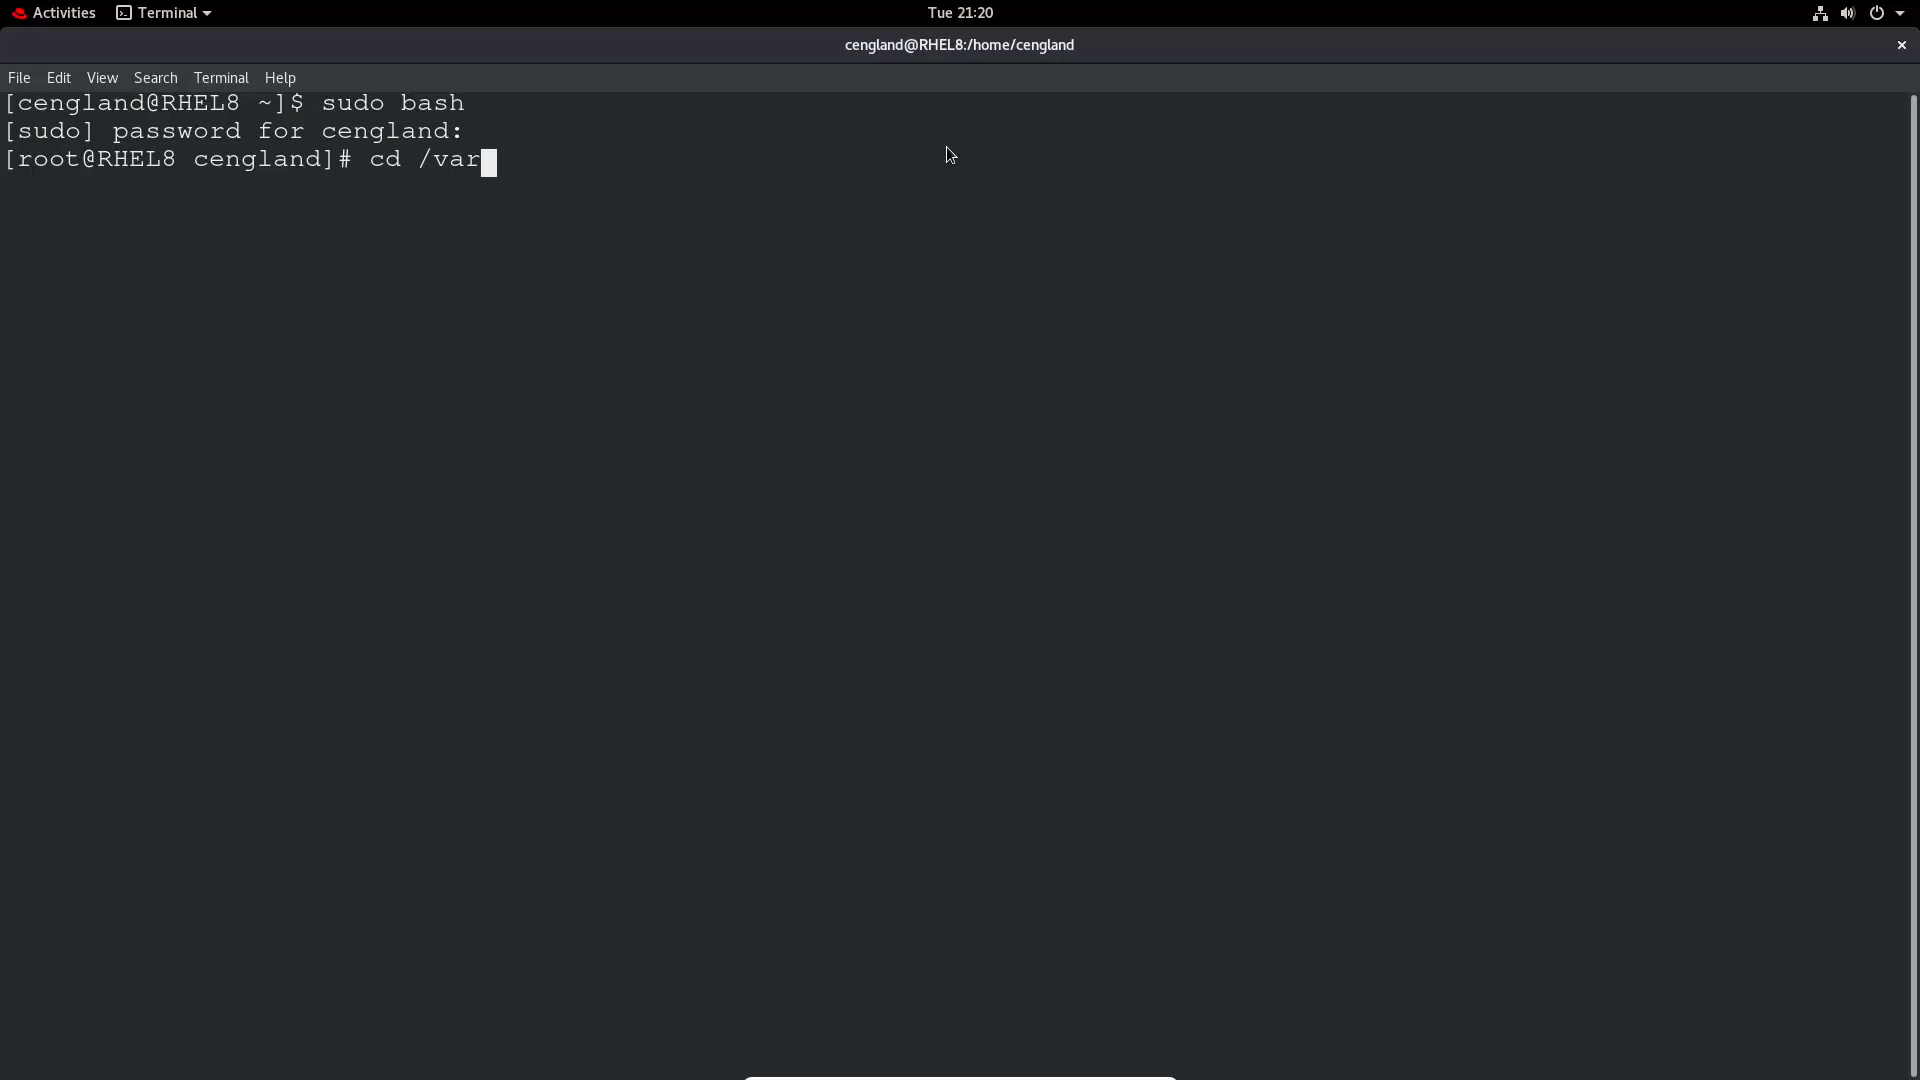 Activities Terminal Tue 21:20
cengland@RHEL8:/home/cengland
File Edit View Search Terminal Help
[cengland@RHEL8 ~]$ sudo bash
[sudo] password for cengland:
[root@RHEL8 cengland]# cd /var